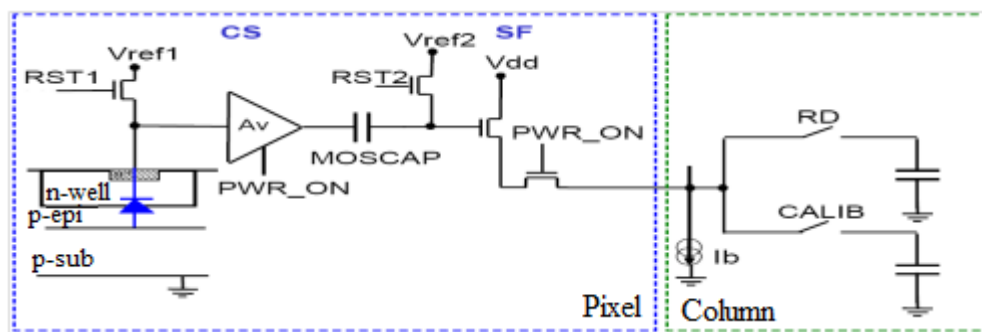 CS
SF
Vref1
Vref2
Vdd
RST1
RST2
Av
PWR_ON
RD
MOSCAP
PWR_ON
n-well
p-epi
CALIB
p-sub
Ib
Pixel
Column